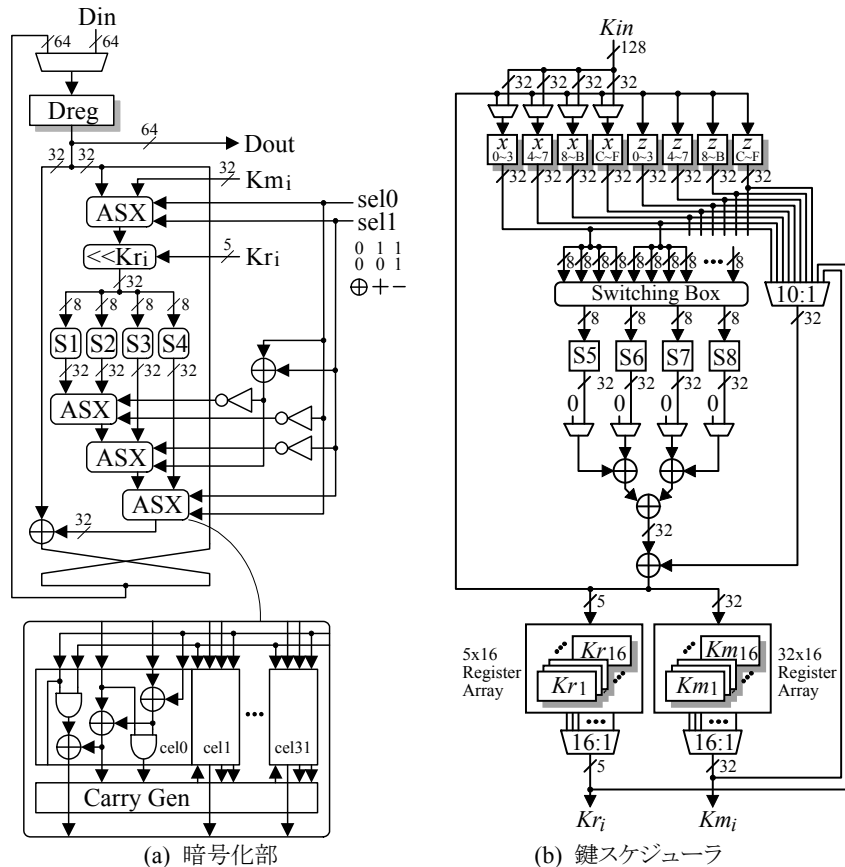 Din
64
64
Dreg
64
Dout
32
32
32
Kmi
ASX
sel0
sel1
<<Kri
5
Kri
0 1 1
0 0 1
⊕ + −
32
8
8
8
8
S1
S2
S3
S4
32
32
32
32
ASX
ASX
ASX
32
cel0
cel1
...
cel31
Carry Gen
(a) 暗号化部
Kin
128
32
32
32
32
x
0~3
x
4~7
x
8~B
x
C~F
z
0~3
z
4~7
z
8~B
z
C~F
32
32
32
32
32
32
32
32
8
8
8
8
8
8
8
8
...
8
Switching Box
10:1
8
8
8
8
32
S5
S6
S7
S8
32
32
32
32
0
0
0
0
32
5
32
5x16
Register
Array
Kr16
...
Kr1
...
Km16
...
Km1
...
32x16
Register
Array
...
16:1
...
16:1
5
32
Kri
Kmi
(b) 鍵スケジューラ